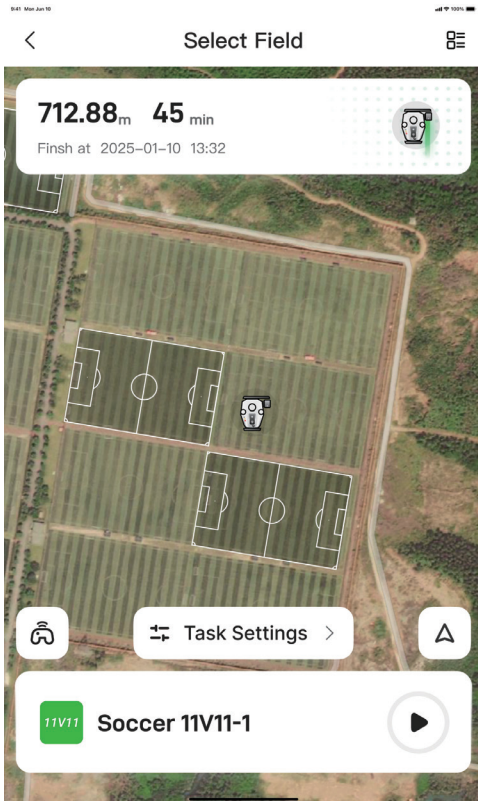 9:41 Mon Jun 10
100%
Select Field
712.88m 45 min
Finsh at 2025-01-10 13:32
Task Settings
11V11 Soccer 11V11-1